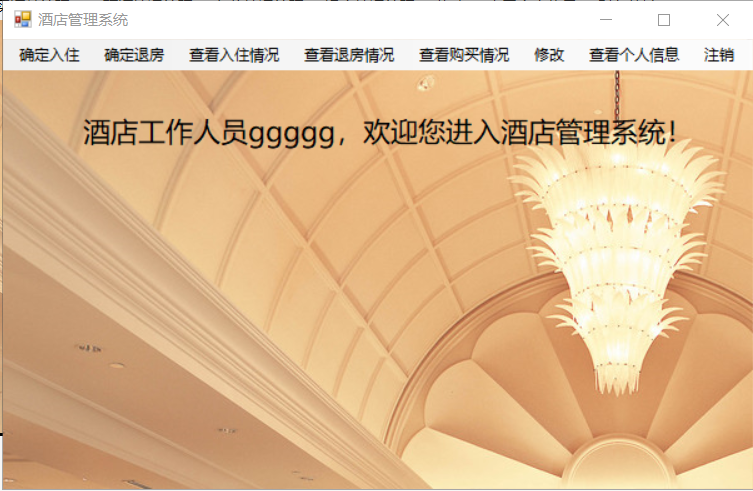 酒店管理系统
确定入住 确定退房 查看入住情况 查看退房情况 查看购买情况 修改 查看个人信息 注销
酒店工作人员ggggg，欢迎您进入酒店管理系统！